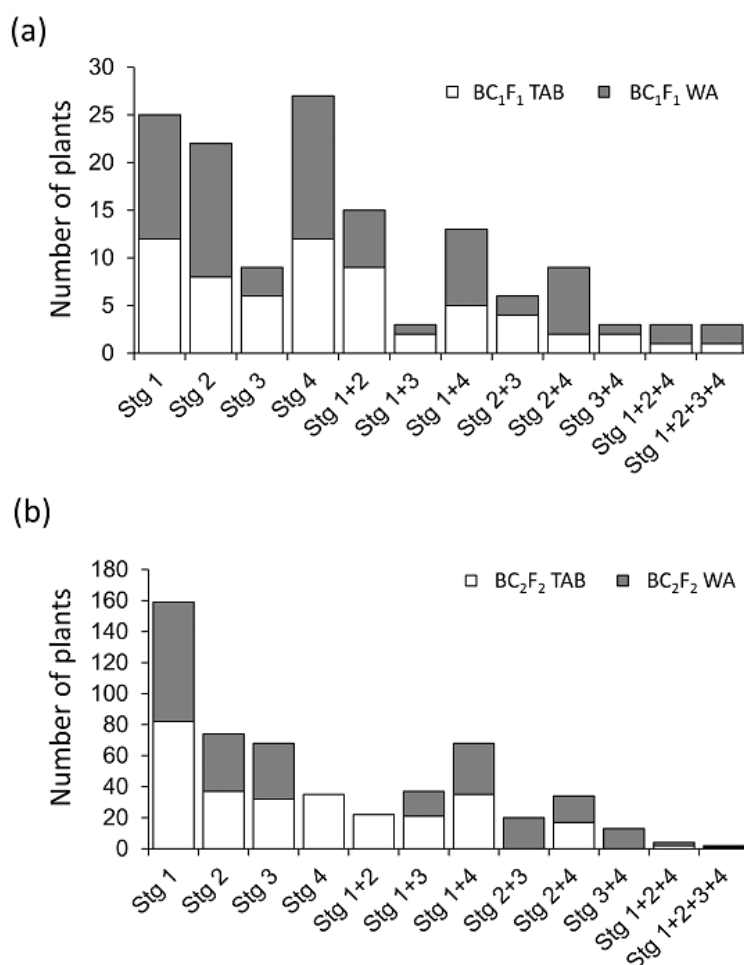 (a)
30
25
20
15
10
5
0
Number of plants
BC₁F₁ TAB BC₁F₁ WA
Stg 1
Stg 2
Stg 3
Stg 4
Stg 1+2
Stg 1+3
Stg 1+4
Stg 2+3
Stg 2+4
Stg 3+4
Stg 1+2+4
Stg 1+2+3+4
(b)
180
160
140
120
100
80
60
40
20
0
Number of plants
BC₂F₂ TAB BC₂F₂ WA
Stg 1
Stg 2
Stg 3
Stg 4
Stg 1+2
Stg 1+3
Stg 1+4
Stg 2+3
Stg 2+4
Stg 3+4
Stg 1+2+4
Stg 1+2+3+4